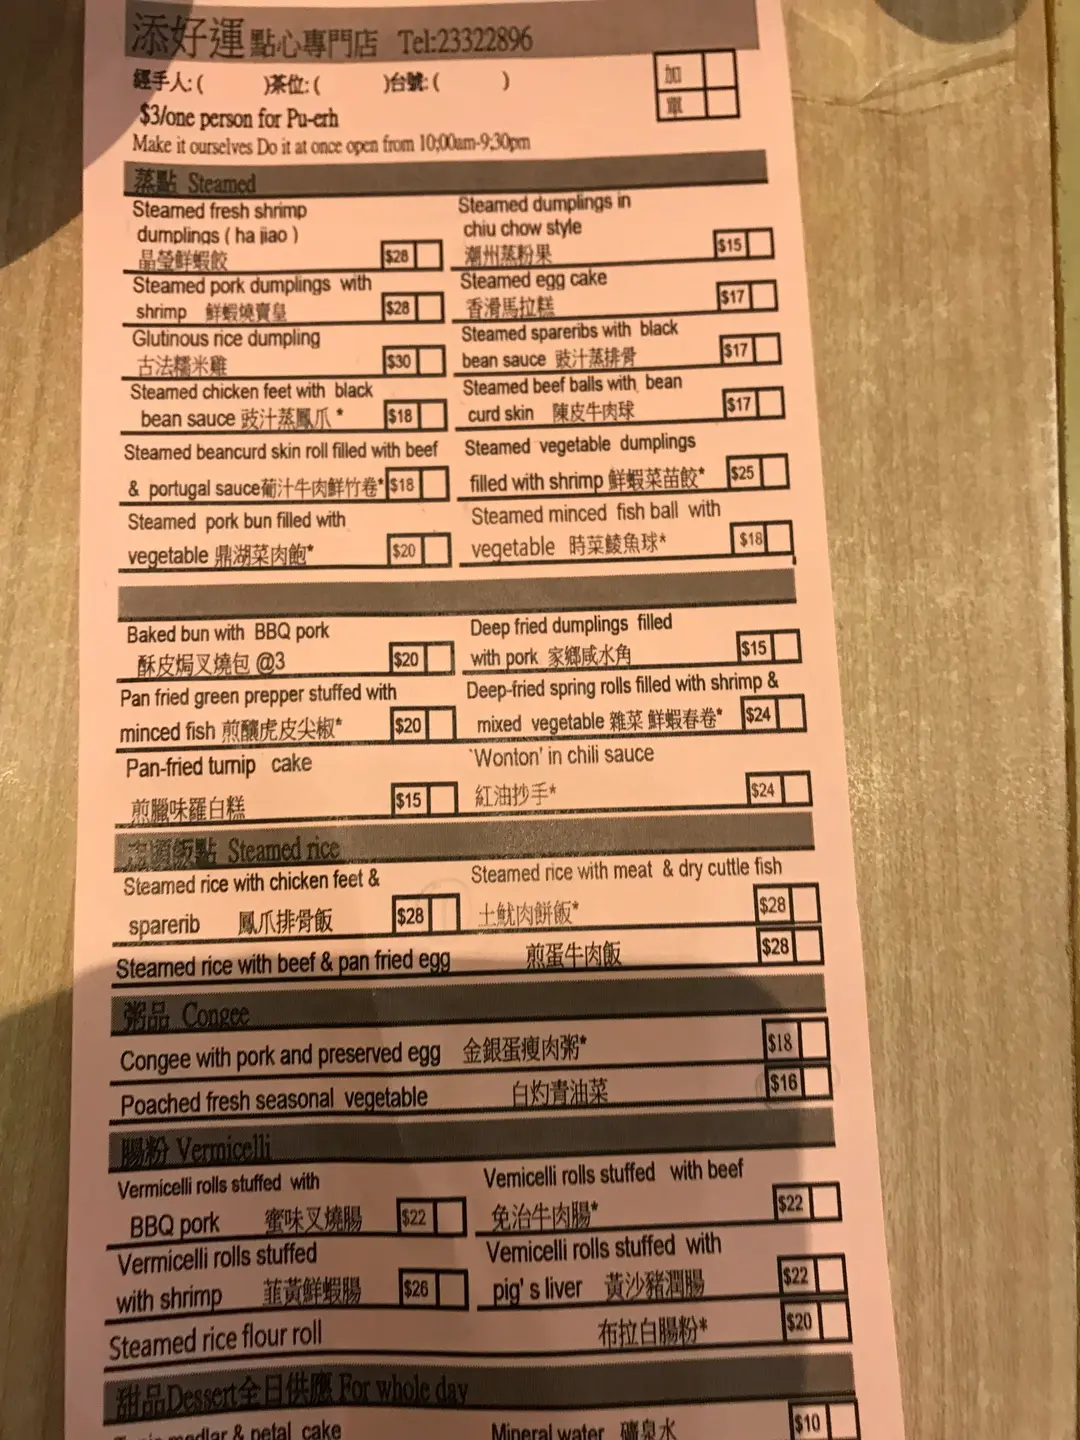 添好運點心專門店 Tel:23322896
經手人:( )茶位:( )台號:( )
加
單
$3/one person for Pu-erh
Make it ourselves Do it at once open from 10;00am-9;30pm
蒸點 Steamed
Steamed fresh shrimp
dumplings ( ha jiao )
晶瑩鮮蝦餃 $28
Steamed dumplings in
chiu chow style
潮州蒸粉果 $15
Steamed pork dumplings with
shrimp 鮮蝦燒賣皇 $28
Steamed egg cake
香滑馬拉糕 $17
Glutinous rice dumpling
古法糯米雞 $30
Steamed spareribs with black
bean sauce 豉汁蒸排骨 $17
Steamed chicken feet with black
bean sauce 豉汁蒸鳳爪 * $18
Steamed beef balls with bean
curd skin 陳皮牛肉球 $17
Steamed beancurd skin roll filled with beef
& portugal sauce葡汁牛肉鮮竹卷* $18
Steamed vegetable dumplings
filled with shrimp 鮮蝦菜苗餃* $25
Steamed pork bun filled with
vegetable 鼎湖菜肉飽* $20
Steamed minced fish ball with
vegetable 時菜鯪魚球* $18
Baked bun with BBQ pork
酥皮焗叉燒包 @3 $20
Deep fried dumplings filled
with pork 家鄉咸水角 $15
Pan fried green prepper stuffed with
minced fish 煎釀虎皮尖椒* $20
Deep-fried spring rolls filled with shrimp &
mixed vegetable 雜菜 鮮蝦春卷* $24
Pan-fried turnip cake
煎臘味羅白糕 $15
'Wonton' in chili sauce
紅油抄手* $24
飯點 Steamed rice
Steamed rice with chicken feet &
sparerib 鳳爪排骨飯 $28
Steamed rice with meat & dry cuttle fish
土魷肉餅飯* $28
Steamed rice with beef & pan fried egg 煎蛋牛肉飯 $28
粥品 Congee
Congee with pork and preserved egg 金銀蛋瘦肉粥* $18
Poached fresh seasonal vegetable 白灼青油菜 $16
腸粉 Vermicelli
Vermicelli rolls stuffed with
BBQ pork 蜜味叉燒腸 $22
Vemicelli rolls stuffed with beef
免治牛肉腸* $22
Vermicelli rolls stuffed
with shrimp 韮黃鮮蝦腸 $26
Vemicelli rolls stuffed with
pig' s liver 黃沙豬潤腸 $22
Steamed rice flour roll 布拉白腸粉* $20
甜品Dessert全日供應 For whole day
medlar & petal cake
Mineral water 礦泉水 $10